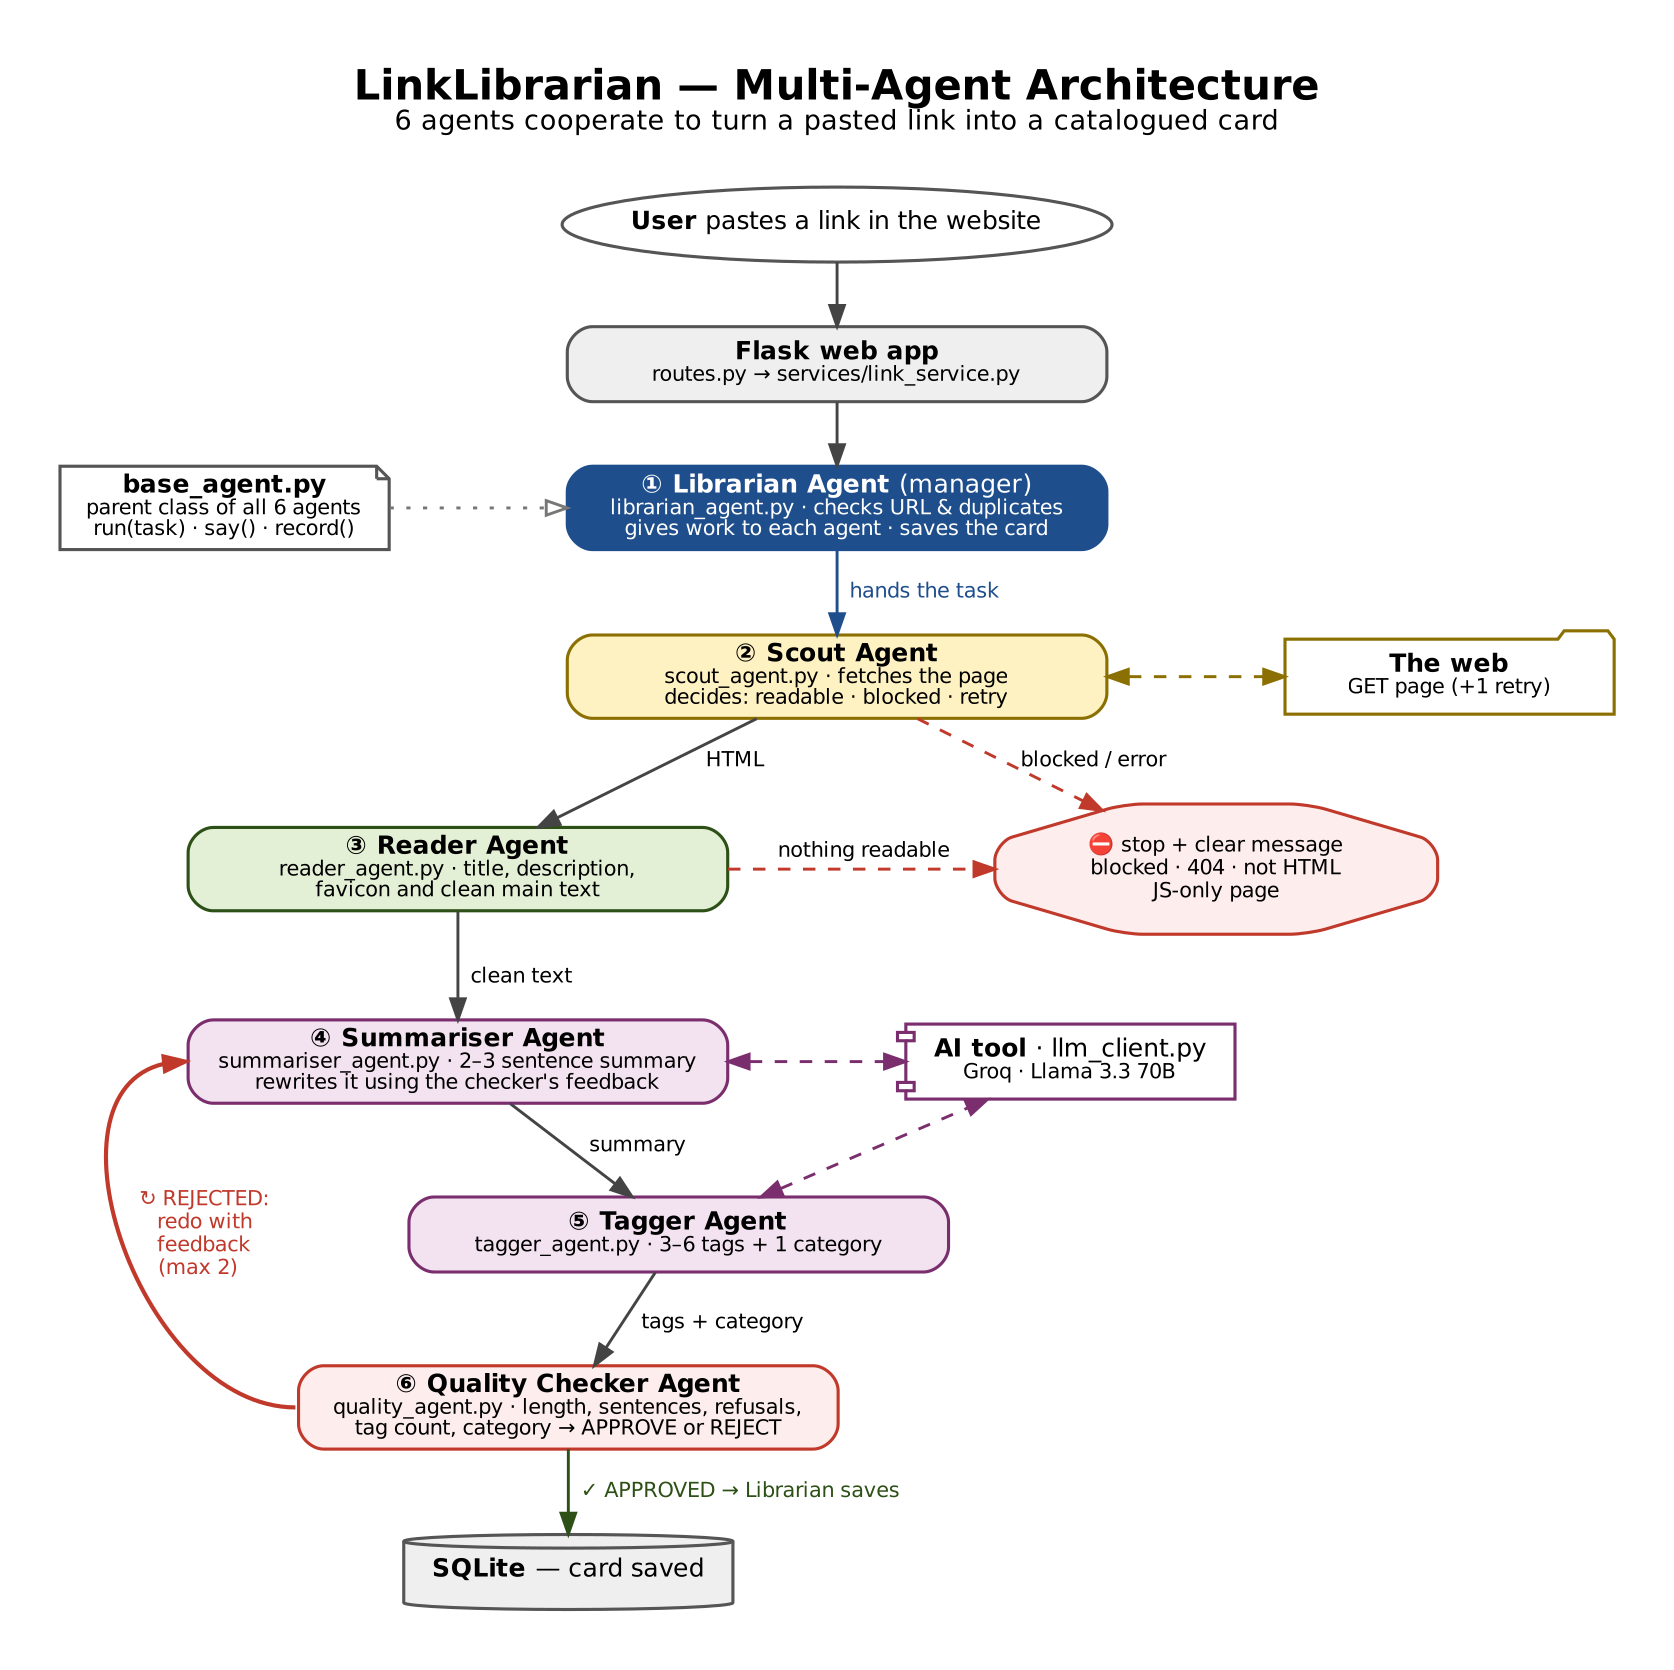 LinkLibrarian — Multi-Agent Architecture
6 agents cooperate to turn a pasted link into a catalogued card
User pastes a link in the website
Flask web app
routes.py → services/link_service.py
base_agent.py
parent class of all 6 agents
run(task) · say() · record()
① Librarian Agent (manager)
librarian_agent.py · checks URL & duplicates
gives work to each agent · saves the card
hands the task
② Scout Agent
scout_agent.py · fetches the page
decides: readable · blocked · retry
The web
GET page (+1 retry)
HTML
blocked / error
③ Reader Agent
reader_agent.py · title, description,
favicon and clean main text
nothing readable
⛔ stop + clear message
blocked · 404 · not HTML
JS-only page
clean text
④ Summariser Agent
summariser_agent.py · 2–3 sentence summary
rewrites it using the checker's feedback
AI tool · llm_client.py
Groq · Llama 3.3 70B
summary
↻ REJECTED:
redo with
feedback
(max 2)
⑤ Tagger Agent
tagger_agent.py · 3–6 tags + 1 category
tags + category
⑥ Quality Checker Agent
quality_agent.py · length, sentences, refusals,
tag count, category → APPROVE or REJECT
✓ APPROVED → Librarian saves
SQLite — card saved